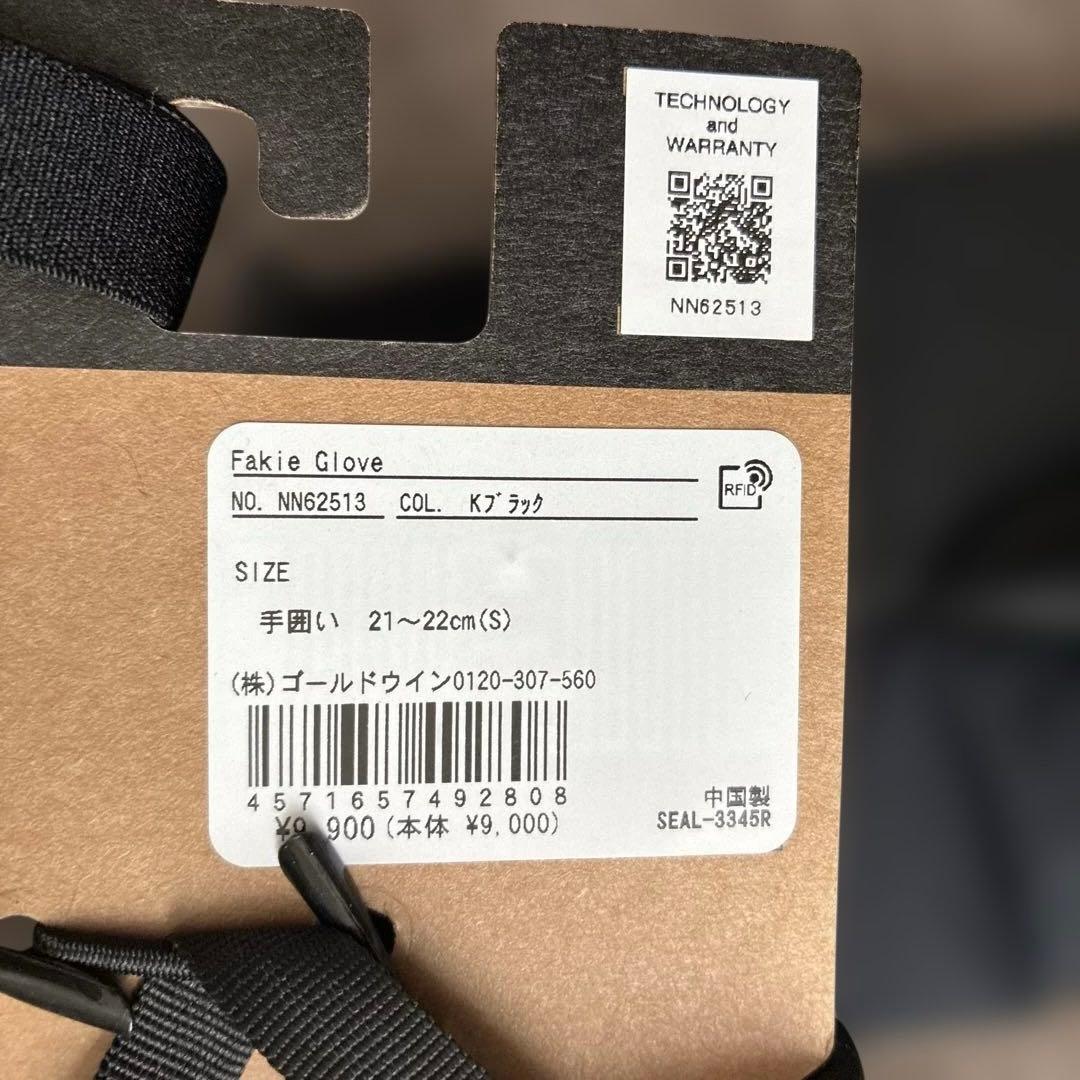 TECHNOLOGY
and
WARRANTY
NN62513
Fakie Glove
RFID
NO. NN62513 COL. Kﾌﾞﾗｯｸ
SIZE
手囲い 21～22cm(S)
(株)ゴールドウイン0120-307-560
4571657492808
¥9,900(本体 ¥9,000)
中国製
SEAL-3345R